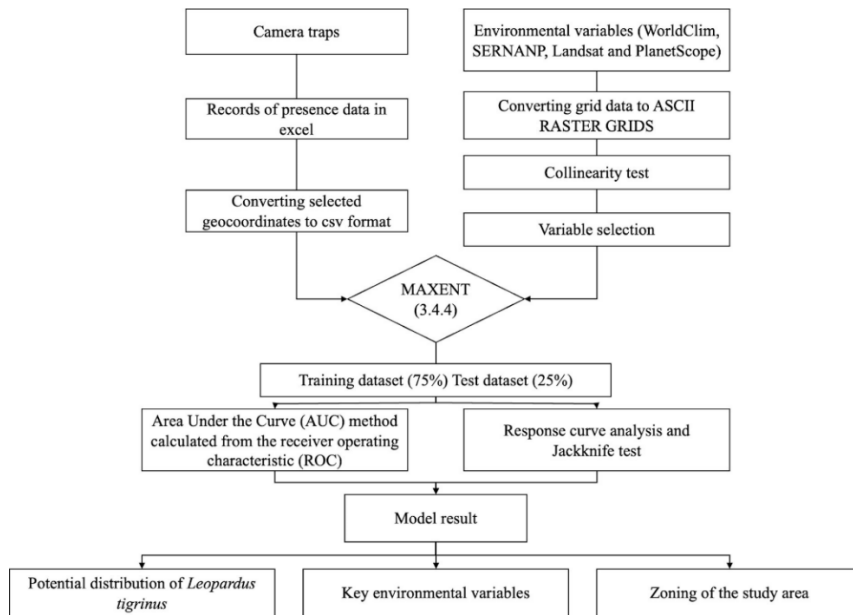 Camera traps
Environmental variables (WorldClim,
SERNANP, Landsat and PlanetScope)
Records of presence data in
excel
Converting grid data to ASCII
RASTER GRIDS
Collinearity test
Converting selected
geocoordinates to csv format
Variable selection
MAXENT
(3.4.4)
Training dataset (75%) Test dataset (25%)
Area Under the Curve (AUC) method
calculated from the receiver operating
characteristic (ROC)
Response curve analysis and
Jackknife test
Model result
Potential distribution of Leopardus
tigrinus
Key environmental variables
Zoning of the study area